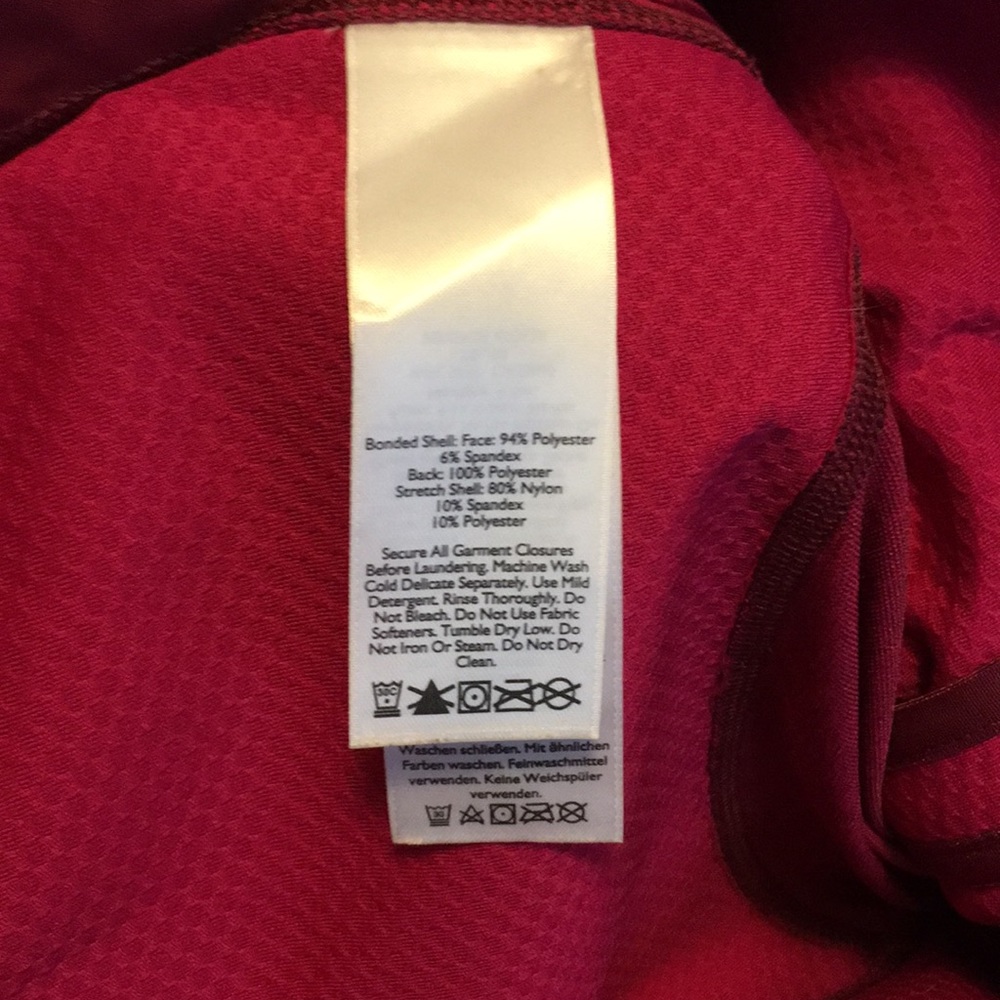 Bonded Shell: Face: 94% Polyester
6% Spandex
Back: 100% Polyester
Stretch Shell: 80% Nylon
10% Spandex
10% Polyester
Secure All Garment Closures
Before Laundering. Machine Wash
Cold Delicate Separately. Use Mild
Detergent. Rinse Thoroughly. Do
Not Bleach. Do Not Use Fabric
Softeners. Tumble Dry Low. Do
Not Iron Or Steam. Do Not Dry
Clean.
30C
Waschen schließen. Mit ähnlichen
Farben waschen. Feinwaschmittel
verwenden. Keine Weichspüler
verwenden.
30